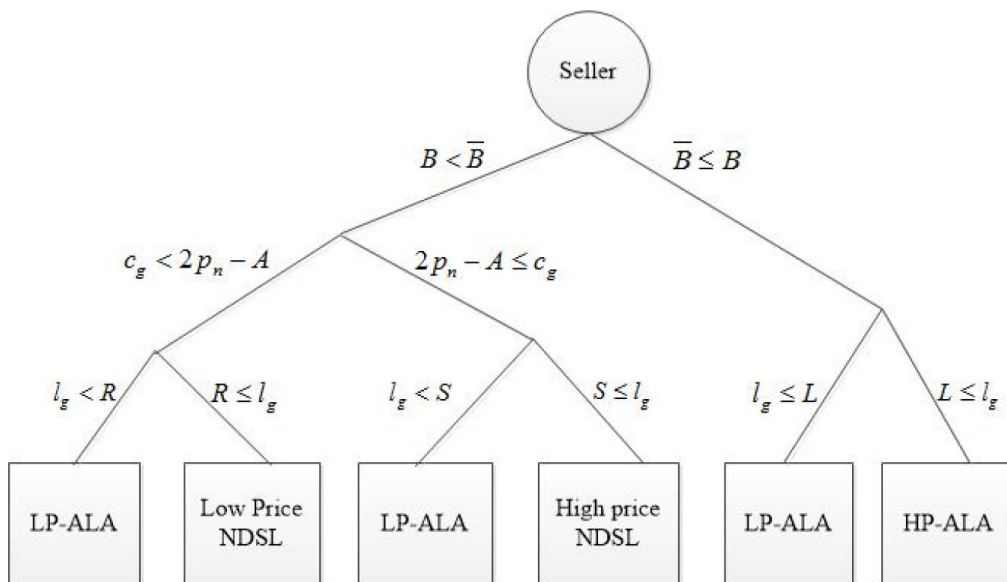 Seller
B < B̅
B̅ ≤ B
c_g < 2p_n − A
2p_n − A ≤ c_g
l_g < R
R ≤ l_g
l_g < S
S ≤ l_g
l_g ≤ L
L ≤ l_g
LP-ALA
Low Price
NDSL
LP-ALA
High price
NDSL
LP-ALA
HP-ALA